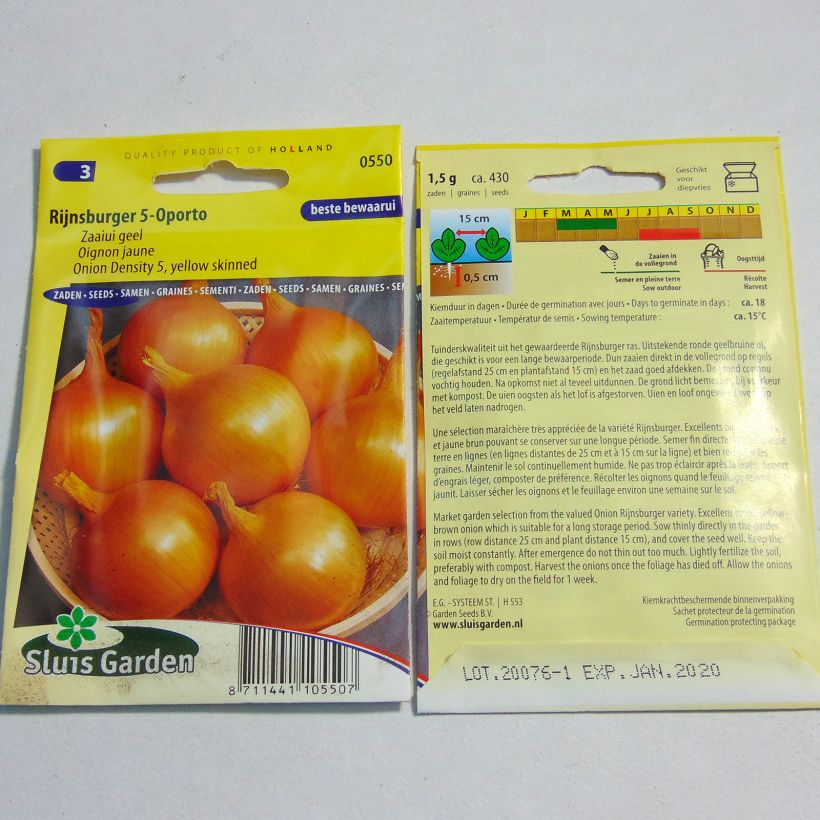 QUALITY PRODUCT OF HOLLAND
3
0550
Rijnsburger 5-Oporto
beste bewaarui
Zaaiui geel
Oignon jaune
Onion Density 5, yellow skinned
ZADEN • SEEDS • SAMEN • GRAINES • SEMENTI • ZADEN • SEEDS • SAMEN • GRAINES • SEM
Sluis Garden
8 711441 105507
1,5 g ca. 430
zaden | graines | seeds
Geschikt
voor
diepvries
15 cm
0,5 cm
J F M A M J J A S O N D
Zaaien in
de vollegrond
Semer en pleine terre
Sow outdoor
Oogsttijd
Récolte
Harvest
Kiemduur in dagen • Durée de germination avec jours • Days to germinate in days : ca. 18
Zaaitemperatuur • Températur de semis • Sowing temperature : ca. 15°C
Tuinderskwaliteit uit het gewaardeerde Rijnsburger ras. Uitstekende ronde geelbruine ui,
die geschikt is voor een lange bewaarperiode. Dun zaaien direkt in de vollegrond op regels
(regelafstand 25 cm en plantafstand 15 cm) en het zaad goed afdekken. De grond continu
vochtig houden. Na opkomst niet al teveel uitdunnen. De grond licht bemesten, bij voorkeur
met kompost. De uien oogsten als het lof is afgestorven. Uien en loof ongeveer week op
het veld laten nadrogen.
Une sélection maraîchère très appréciée de la variété Rijnsburger. Excellents
et jaune brun pouvant se conserver sur une longue période. Semer fin directement
terre en lignes (en lignes distantes de 25 cm et à 15 cm sur la ligne) et bien les
graines. Maintenir le sol continuellement humide. Ne pas trop éclaircir après la levée. Apport
d'engrais léger, composter de préférence. Récolter les oignons quand le feuillage
jaunit. Laisser sécher les oignons et le feuillage environ une semaine sur le sol.
Market garden selection from the valued Onion Rijnsburger variety. Excellent yellow-
brown onion which is suitable for a long storage period. Sow thinly directly in the garden
in rows (row distance 25 cm and plant distance 15 cm), and cover the seed well. Keep the
soil moist constantly. After emergence do not thin out too much. Lightly fertilize the soil,
preferably with compost. Harvest the onions once the foliage has died off. Allow the onions
and foliage to dry on the field for 1 week.
E.G. - SYSTEEM ST. | H 553
© Garden Seeds B.V.
www.sluisgarden.nl
Kiemkrachtbeschermende binnenverpakking
Sachet protecteur de la germination
Germination protecting package
LOT.20076-1 EXP.JAN.2020